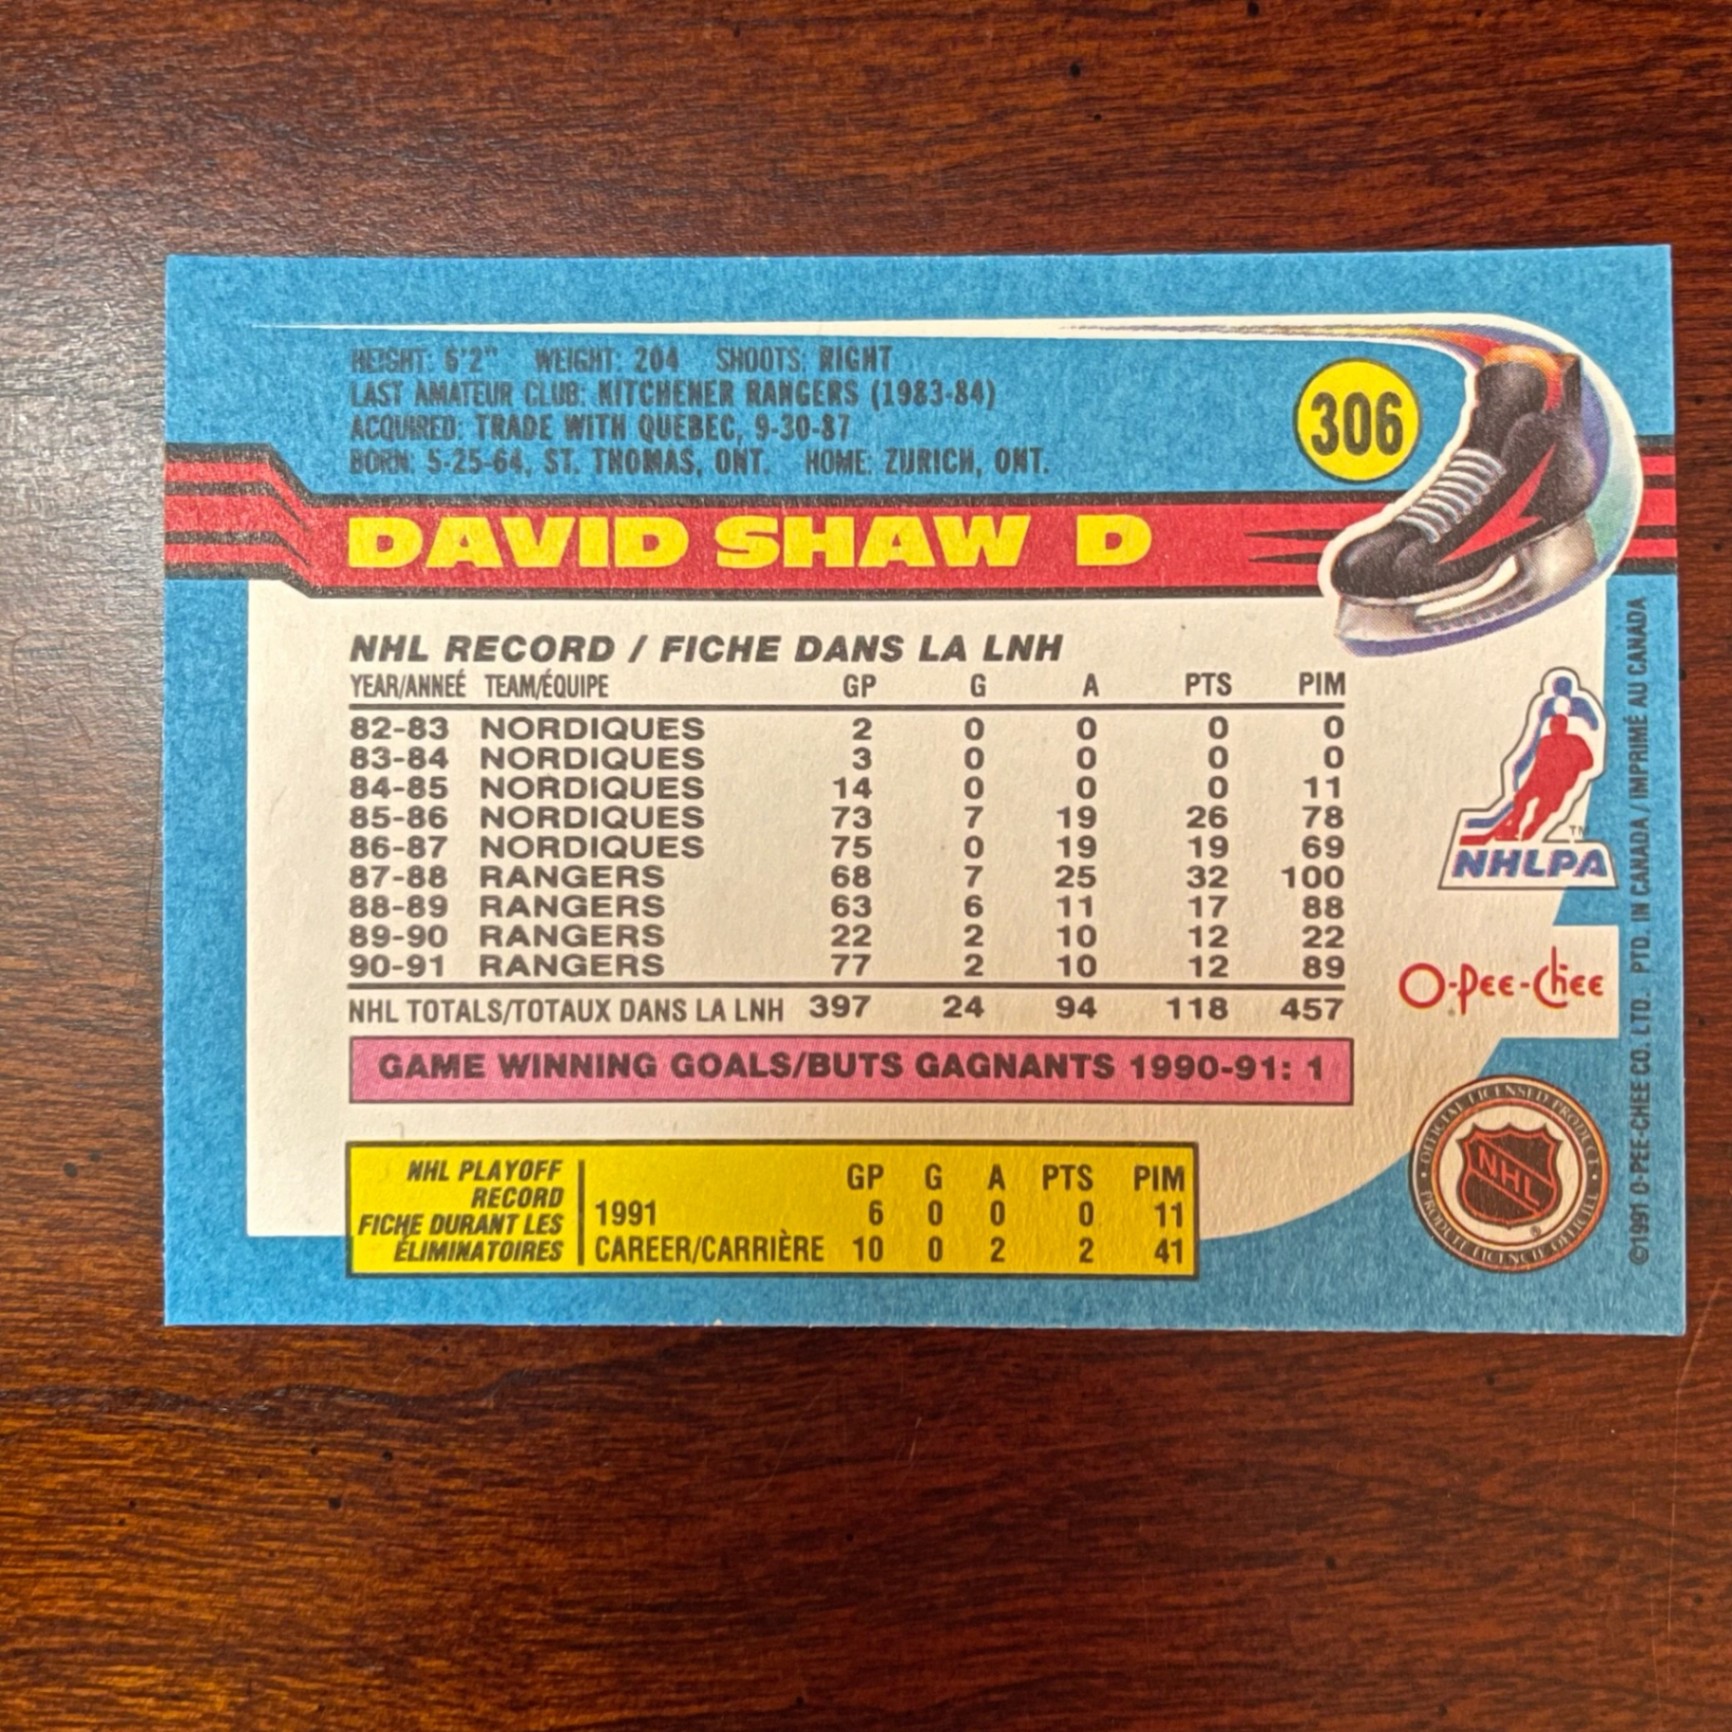 HEIGHT: 6'2" WEIGHT: 204 SHOOTS: RIGHT
LAST AMATEUR CLUB: KITCHENER RANGERS (1983-84)
ACQUIRED: TRADE WITH QUEBEC, 9-30-87
BORN: 5-25-64, ST. THOMAS, ONT. HOME: ZURICH, ONT.
306
DAVID SHAW D
NHL RECORD / FICHE DANS LA LNH
YEAR/ANNEÉ TEAM/ÉQUIPE GP G A PTS PIM
82-83 NORDIQUES 2 0 0 0 0
83-84 NORDIQUES 3 0 0 0 0
84-85 NORDIQUES 14 0 0 0 11
85-86 NORDIQUES 73 7 19 26 78
86-87 NORDIQUES 75 0 19 19 69
87-88 RANGERS 68 7 25 32 100
88-89 RANGERS 63 6 11 17 88
89-90 RANGERS 22 2 10 12 22
90-91 RANGERS 77 2 10 12 89
NHL TOTALS/TOTAUX DANS LA LNH 397 24 94 118 457
GAME WINNING GOALS/BUTS GAGNANTS 1990-91: 1
NHL PLAYOFF
RECORD
FICHE DURANT LES
ÉLIMINATOIRES
GP G A PTS PIM
1991 6 0 0 0 11
CAREER/CARRIÈRE 10 0 2 2 41
TM
NHLPA
O-Pee-Chee
OFFICIAL LICENSED PRODUCT
NHL
®
PRODUIT LICENCIE OFFICIEL
©1991 O-PEE-CHEE CO. LTD. PTD. IN CANADA / IMPRIMÉ AU CANADA